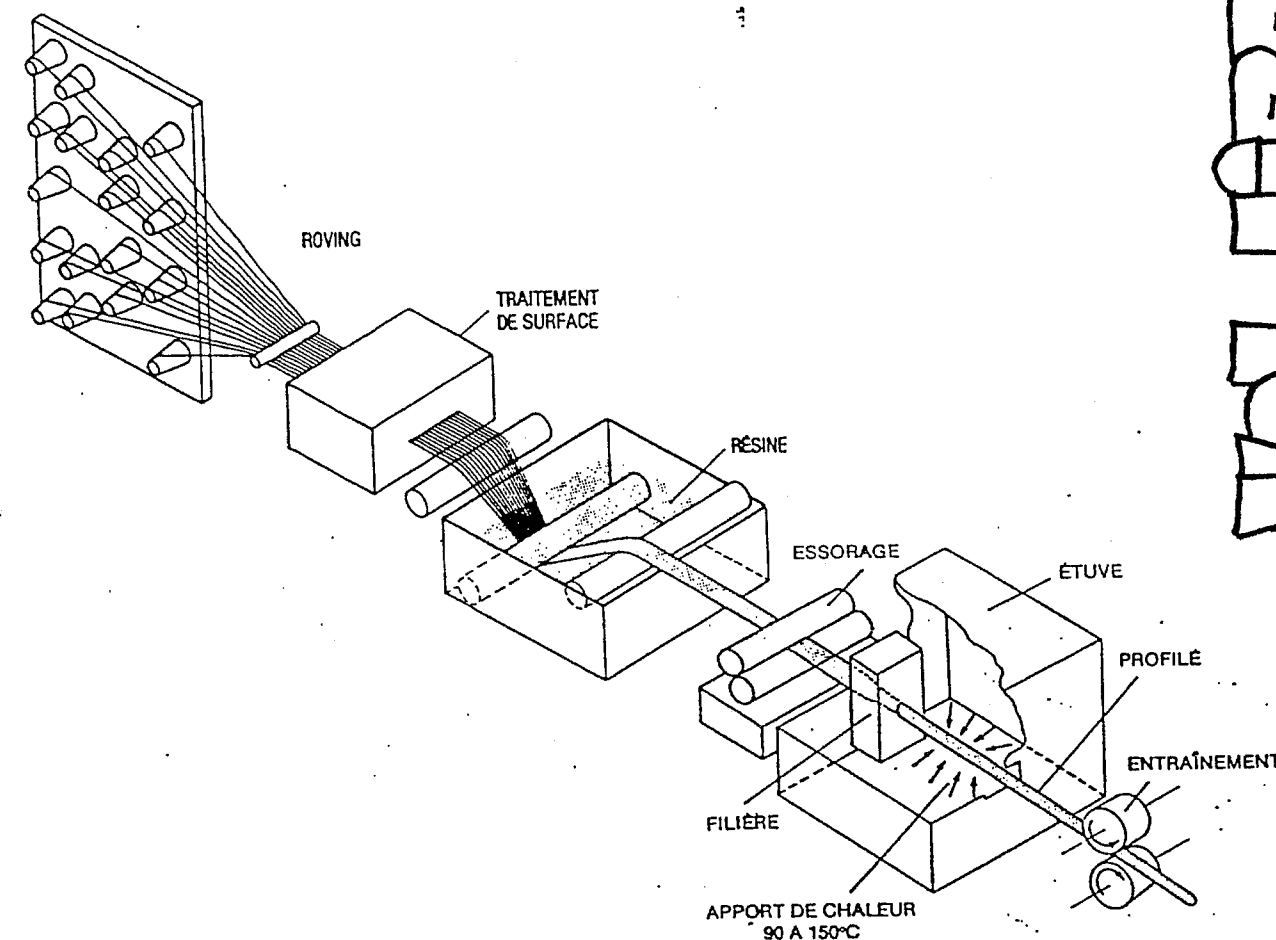 ROVING
TRAITEMENT
DE SURFACE
RÉSINE
ESSORAGE
ÉTUVE
PROFILÉ
ENTRAÎNEMENT
FILIÈRE
APPORT DE CHALEUR
90 A 150°C